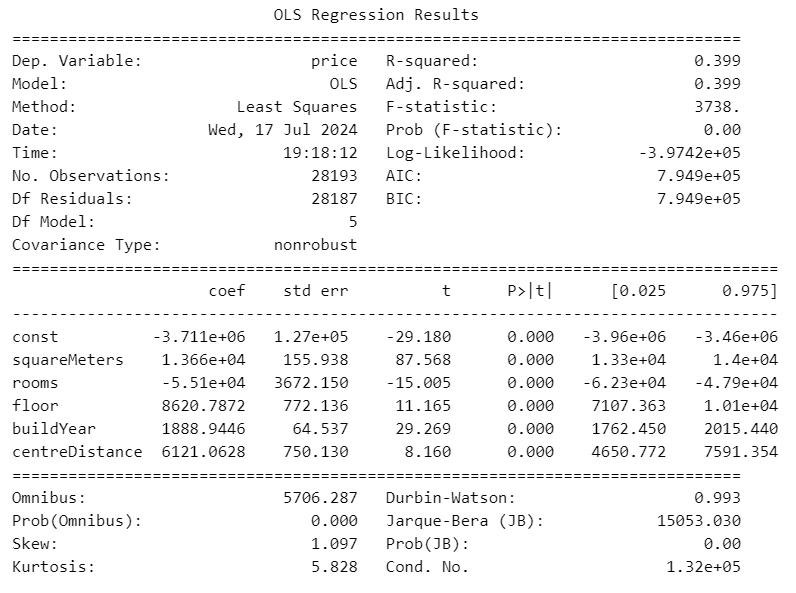 OLS Regression Results
==============================================================================
Dep. Variable:                  price   R-squared:                       0.399
Model:                            OLS   Adj. R-squared:                  0.399
Method:                 Least Squares   F-statistic:                     3738.
Date:                Wed, 17 Jul 2024   Prob (F-statistic):               0.00
Time:                        19:18:12   Log-Likelihood:            -3.9742e+05
No. Observations:               28193   AIC:                         7.949e+05
Df Residuals:                   28187   BIC:                         7.949e+05
Df Model:                           5
Covariance Type:            nonrobust
==================================================================================
                     coef    std err          t      P>|t|      [0.025      0.975]
----------------------------------------------------------------------------------
const          -3.711e+06   1.27e+05    -29.180      0.000   -3.96e+06   -3.46e+06
squareMeters    1.366e+04    155.938     87.568      0.000    1.33e+04     1.4e+04
rooms           -5.51e+04   3672.150    -15.005      0.000   -6.23e+04   -4.79e+04
floor           8620.7872    772.136     11.165      0.000    7107.363    1.01e+04
buildYear       1888.9446     64.537     29.269      0.000    1762.450    2015.440
centreDistance  6121.0628    750.130      8.160      0.000    4650.772    7591.354
==============================================================================
Omnibus:                     5706.287   Durbin-Watson:                   0.993
Prob(Omnibus):                  0.000   Jarque-Bera (JB):            15053.030
Skew:                           1.097   Prob(JB):                         0.00
Kurtosis:                       5.828   Cond. No.                     1.32e+05